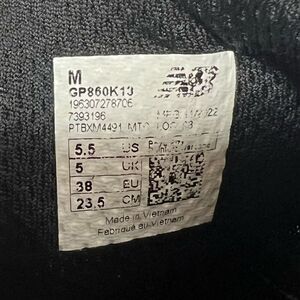 M
GP860K13
196307278706
7393196
PTBXM4491
5.5 US
5 UK
38 EU
23.5 CM
Made in Vietnam
Fabriqué au Vietnam